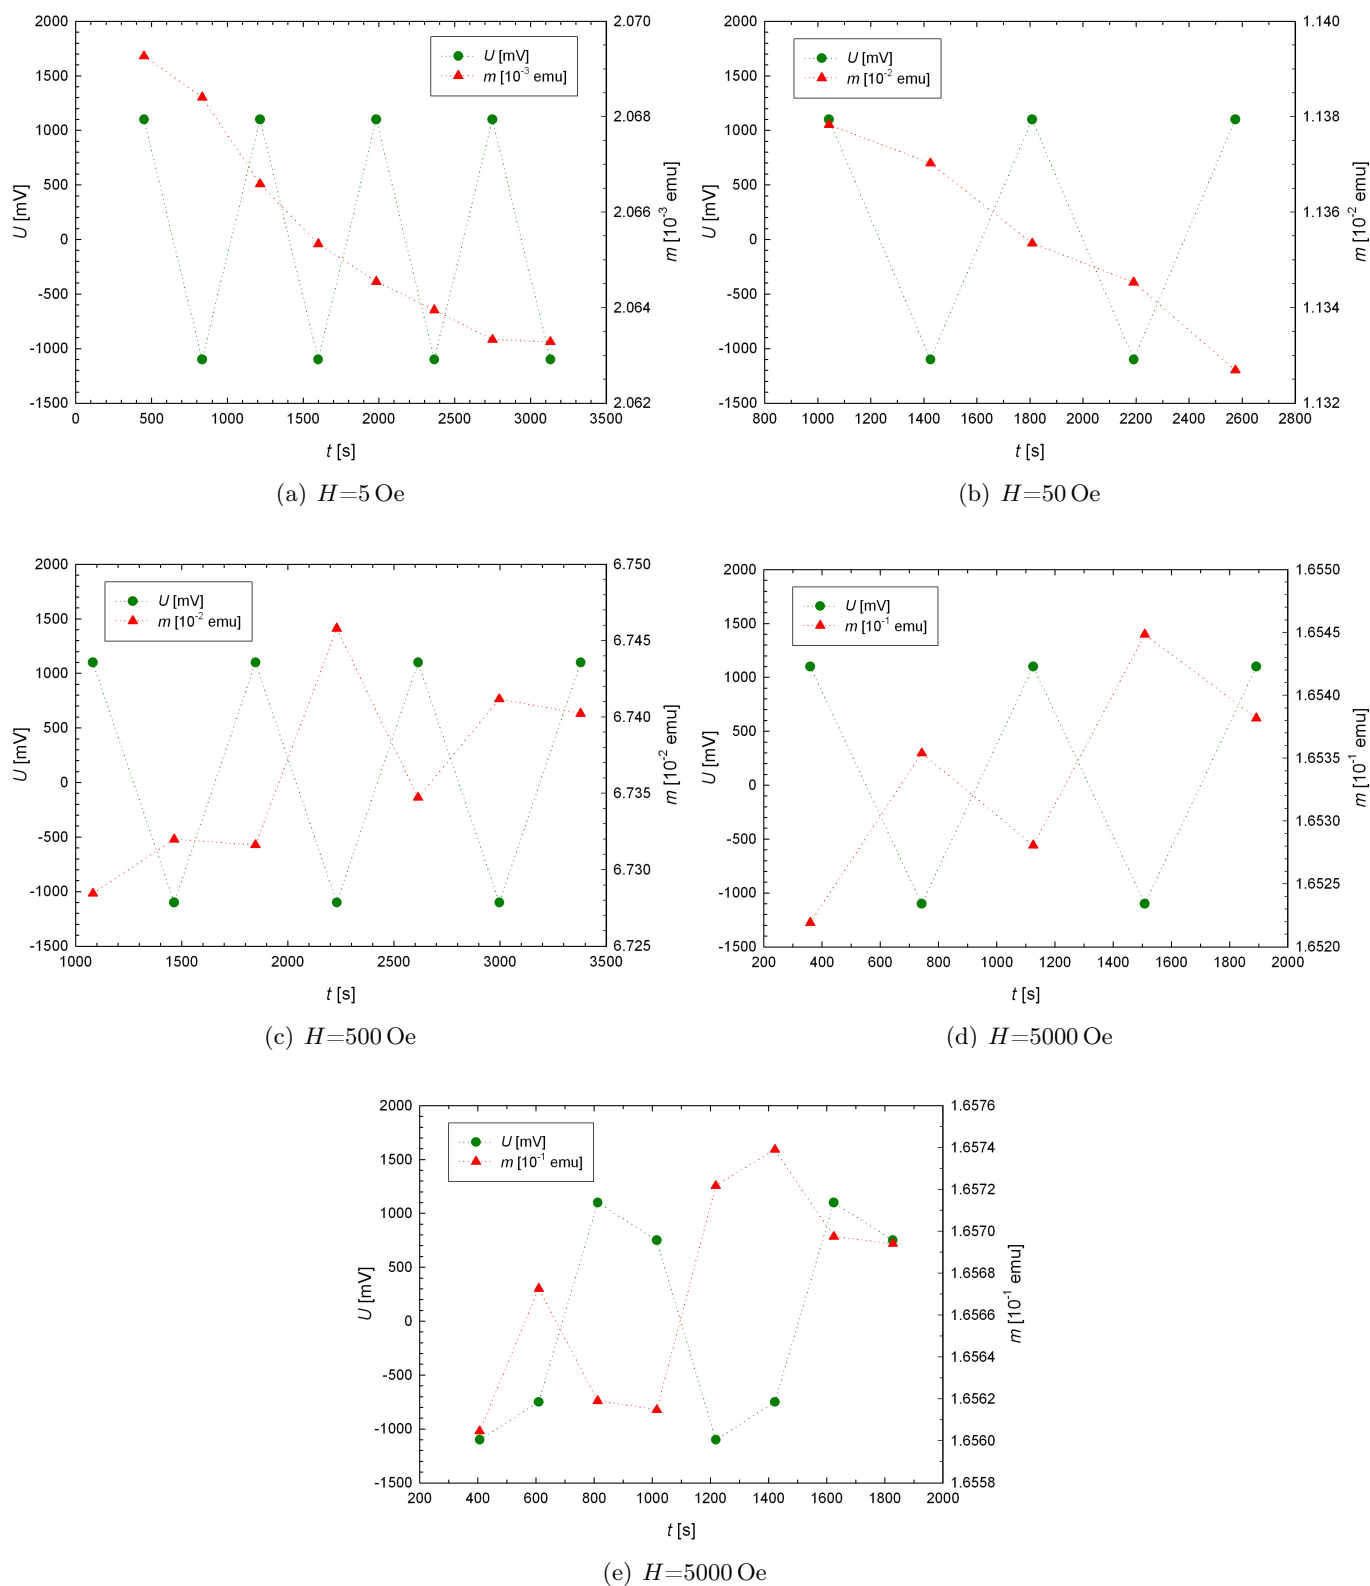 2000
1500
1000
500
0
-500
-1000
-1500
U [mV]
U [mV]
m [10⁻³ emu]
2.070
2.068
2.066
2.064
2.062
m [10⁻³ emu]
0 500 1000 1500 2000 2500 3000 3500
t [s]
(a) H=5 Oe
2000
1500
1000
500
0
-500
-1000
-1500
U [mV]
U [mV]
m [10⁻² emu]
1.140
1.138
1.136
1.134
1.132
m [10⁻² emu]
800 1000 1200 1400 1600 1800 2000 2200 2400 2600 2800
t [s]
(b) H=50 Oe
2000
1500
1000
500
0
-500
-1000
-1500
U [mV]
U [mV]
m [10⁻² emu]
6.750
6.745
6.740
6.735
6.730
6.725
m [10⁻² emu]
1000 1500 2000 2500 3000 3500
t [s]
(c) H=500 Oe
2000
1500
1000
500
0
-500
-1000
-1500
U [mV]
U [mV]
m [10⁻¹ emu]
1.6550
1.6545
1.6540
1.6535
1.6530
1.6525
1.6520
m [10⁻¹ emu]
200 400 600 800 1000 1200 1400 1600 1800 2000
t [s]
(d) H=5000 Oe
2000
1500
1000
500
0
-500
-1000
-1500
U [mV]
U [mV]
m [10⁻¹ emu]
1.6576
1.6574
1.6572
1.6570
1.6568
1.6566
1.6564
1.6562
1.6560
1.6558
m [10⁻¹ emu]
200 400 600 800 1000 1200 1400 1600 1800 2000
t [s]
(e) H=5000 Oe